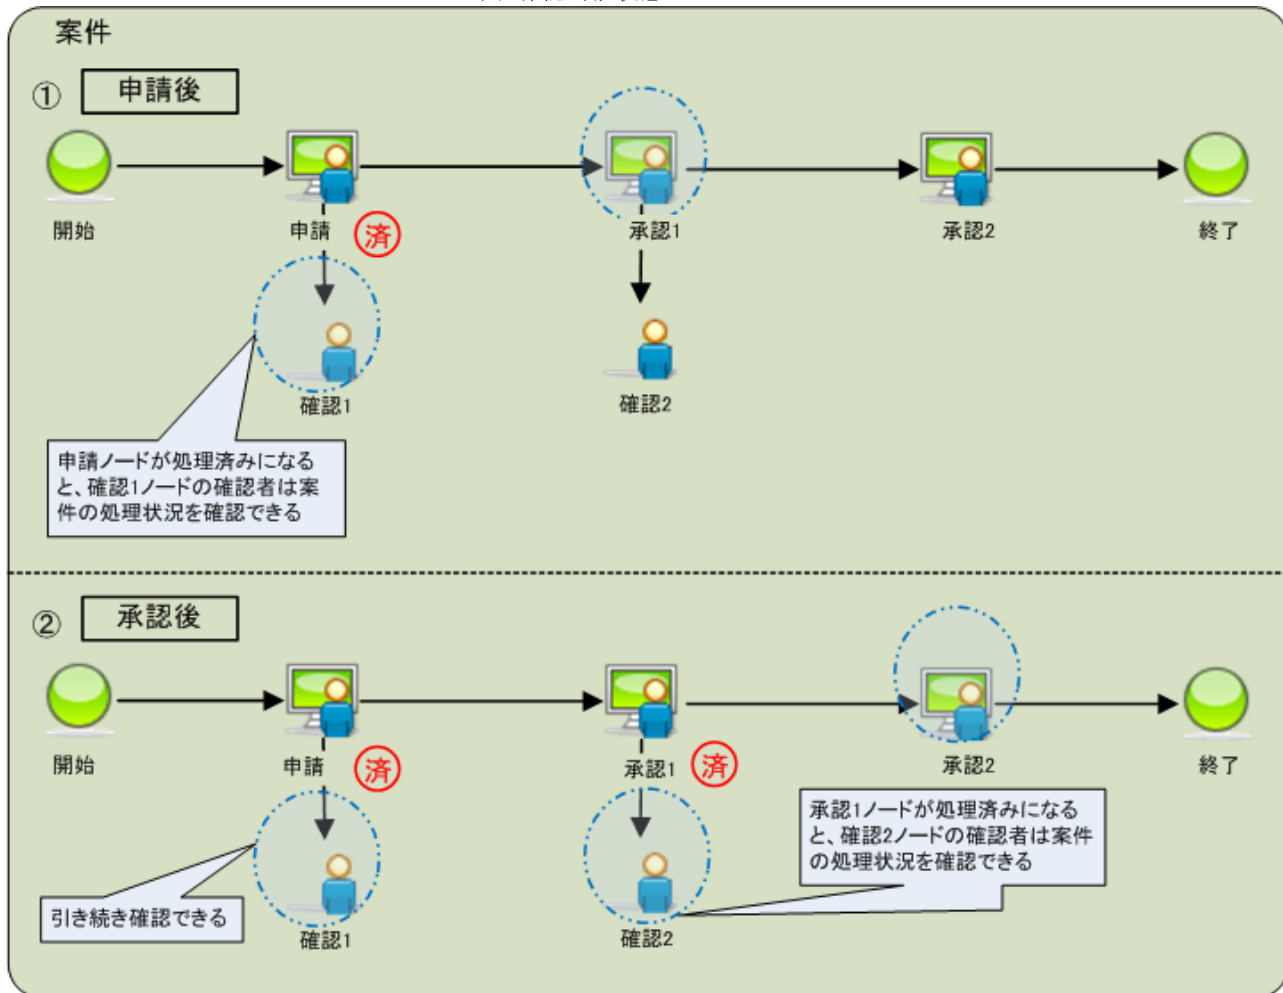 案件
① 申請後
開始
申請
済
承認1
承認2
終了
確認1
確認2
申請ノードが処理済みになる
と、確認1ノードの確認者は案
件の処理状況を確認できる
② 承認後
開始
申請
済
承認1
済
承認2
終了
承認1ノードが処理済みになる
と、確認2ノードの確認者は案件
の処理状況を確認できる
引き続き確認できる
確認1
確認2